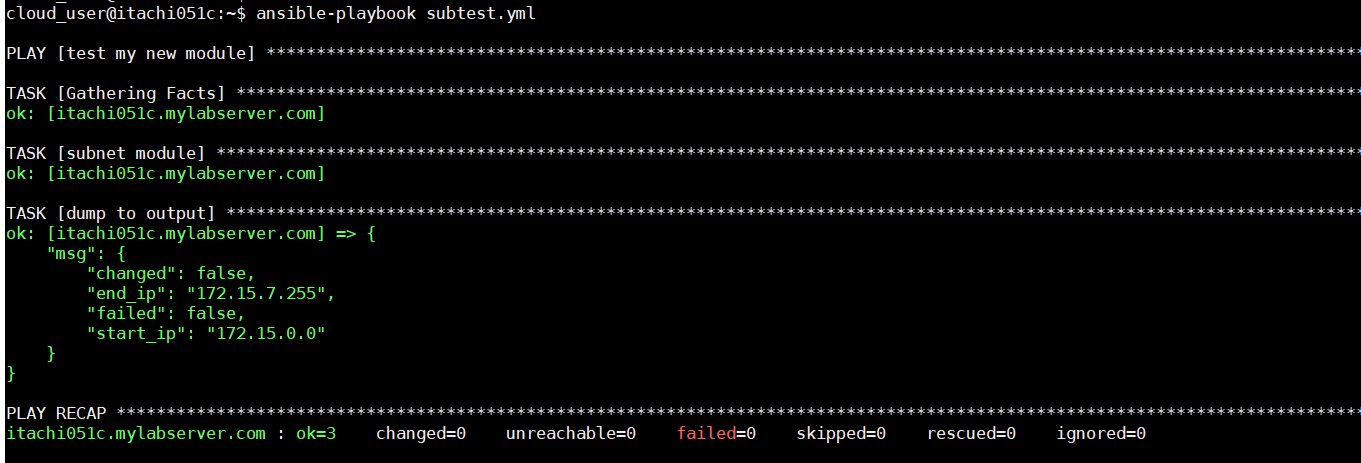 cloud_user@itachi051c:~$ ansible-playbook subtest.yml
PLAY [test my new module] **************************************************************************************************************
TASK [Gathering Facts] *****************************************************************************************************************
ok: [itachi051c.mylabserver.com]
TASK [subnet module] *******************************************************************************************************************
ok: [itachi051c.mylabserver.com]
TASK [dump to output] ******************************************************************************************************************
ok: [itachi051c.mylabserver.com] => {
    "msg": {
        "changed": false,
        "end_ip": "172.15.7.255",
        "failed": false,
        "start_ip": "172.15.0.0"
    }
}
PLAY RECAP *****************************************************************************************************************************
itachi051c.mylabserver.com : ok=3    changed=0    unreachable=0    failed=0    skipped=0    rescued=0    ignored=0